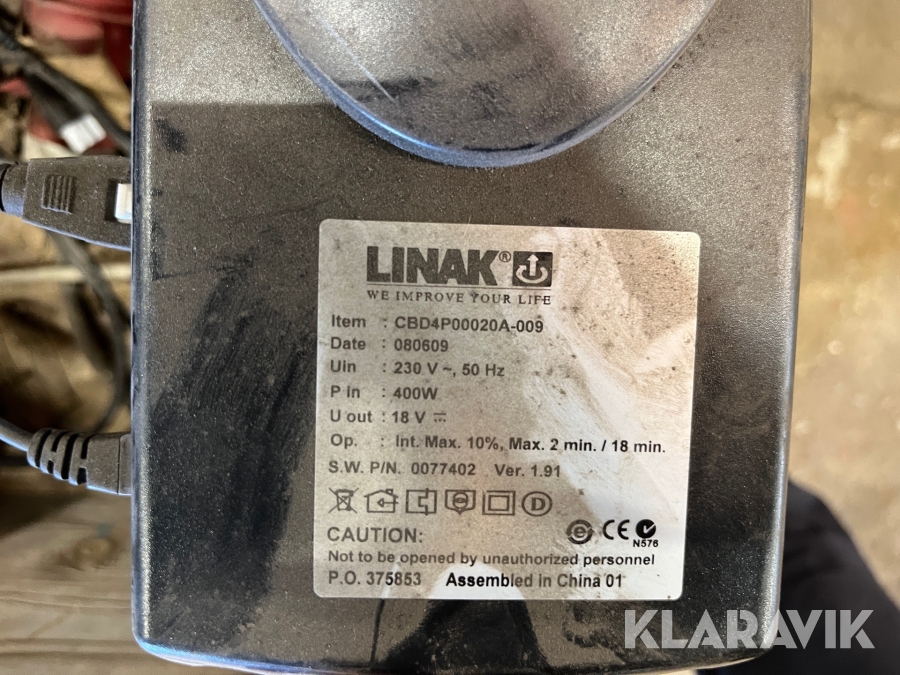 LINAK®
WE IMPROVE YOUR LIFE
Item : CBD4P00020A-009
Date : 080609
Uin : 230 V ~, 50 Hz
P in : 400W
U out : 18 V ⎓
Op. : Int. Max. 10%, Max. 2 min. / 18 min.
S.W. P/N. 0077402 Ver. 1.91
D
CE
N576
CAUTION:
Not to be opened by unauthorized personnel
P.O. 375853 Assembled in China 01
KLARAVIK